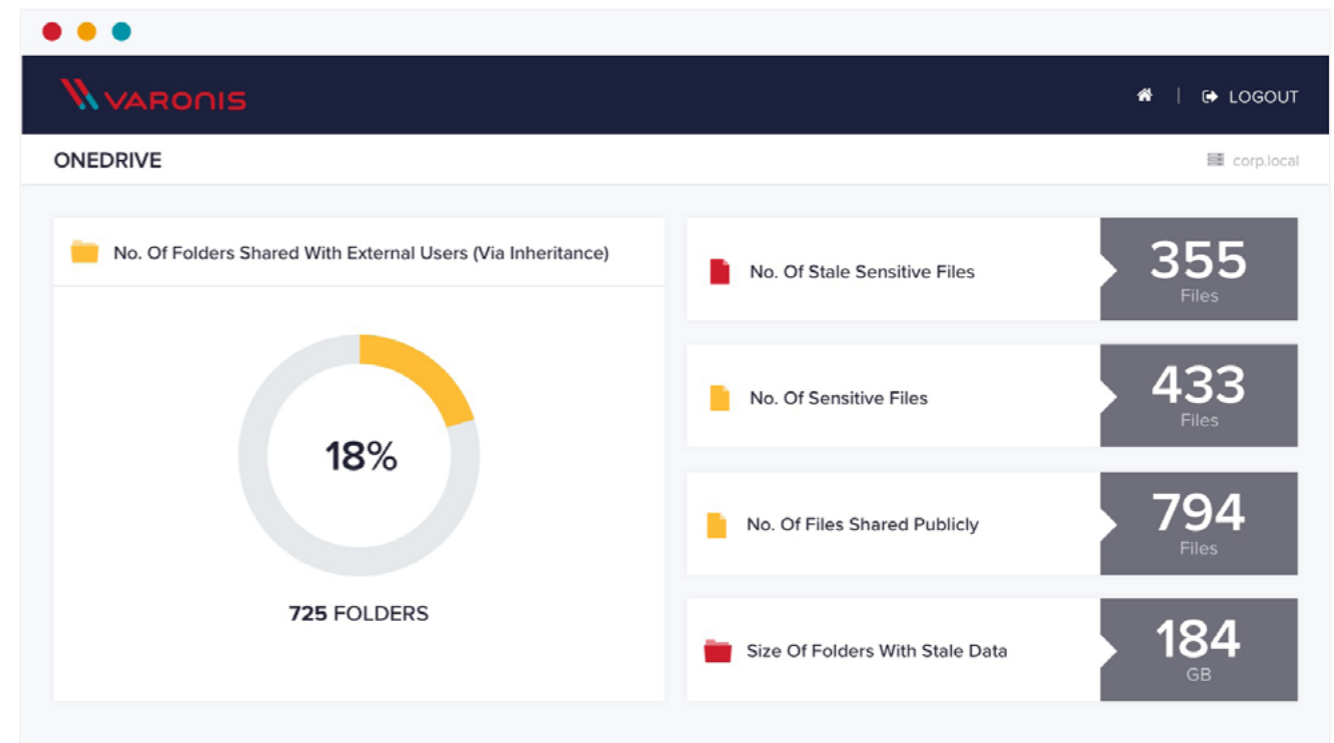 VARONIS
LOGOUT
ONEDRIVE
corp.local
No. Of Folders Shared With External Users (Via Inheritance)
18%
725 FOLDERS
No. Of Stale Sensitive Files
355
Files
No. Of Sensitive Files
433
Files
No. Of Files Shared Publicly
794
Files
Size Of Folders With Stale Data
184
GB